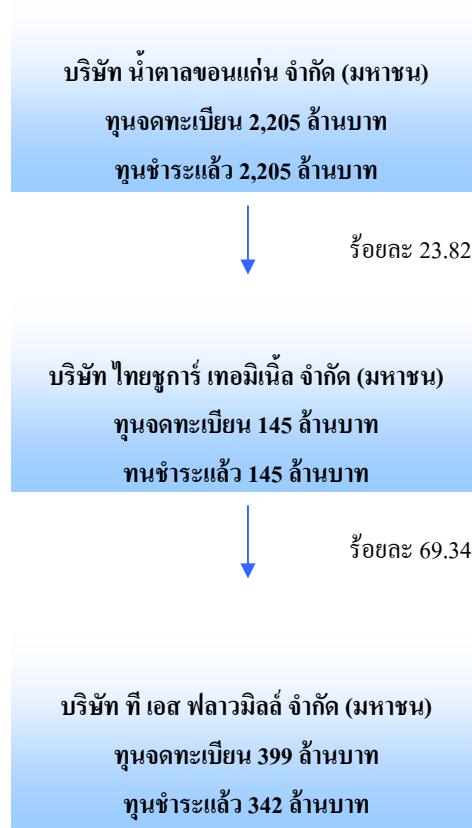 บริษัท น้ำตาลขอนแก่น จำกัด (มหาชน)
ทุนจดทะเบียน 2,205 ล้านบาท
ทุนชำระแล้ว 2,205 ล้านบาท
ร้อยละ 23.82
บริษัท ไทยชูการ์ เทอมิเนิ้ล จำกัด (มหาชน)
ทุนจดทะเบียน 145 ล้านบาท
ทนชำระแล้ว 145 ล้านบาท
ร้อยละ 69.34
บริษัท ที เอส ฟลาวมิลล์ จำกัด (มหาชน)
ทุนจดทะเบียน 399 ล้านบาท
ทุนชำระแล้ว 342 ล้านบาท